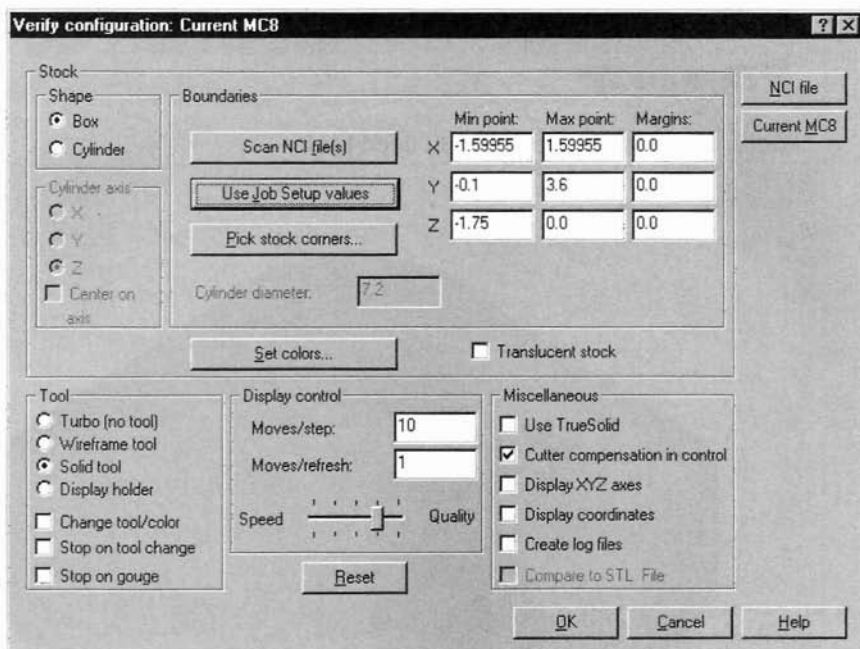 Verify configuration: Current MC8
Stock
Shape
Box
Cylinder
Cylinder axis
X
Y
Z
Center on
axis
Boundaries
Scan NCI file(s)
Use Job Setup values
Pick stock corners...
Cylinder diameter: 7.2
Min point: Max point: Margins:
X -1.59955 1.59955 0.0
Y -0.1 3.6 0.0
Z -1.75 0.0 0.0
Set colors...
Translucent stock
NCI file
Current MC8
Tool
Turbo (no tool)
Wireframe tool
Solid tool
Display holder
Change tool/color
Stop on tool change
Stop on gouge
Display control
Moves/step: 10
Moves/refresh: 1
Speed Quality
Reset
Miscellaneous
Use TrueSolid
Cutter compensation in control
Display XYZ axes
Display coordinates
Create log files
Compare to STL File
OK Cancel Help